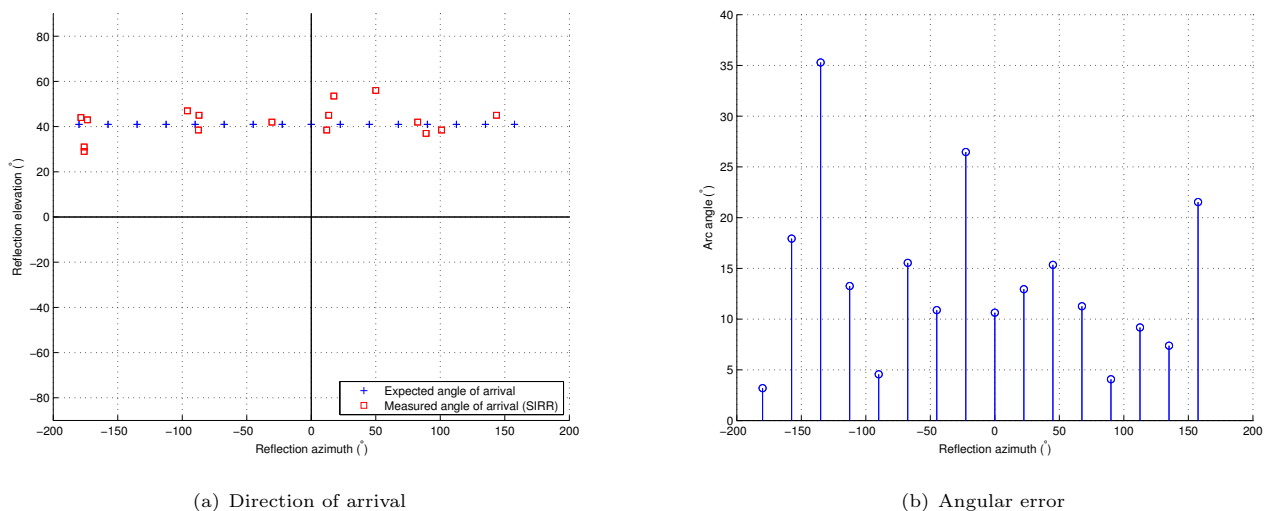 80
60
40
20
0
−20
−40
−60
−80
Reflection elevation (°)
−200 −150 −100 −50 0 50 100 150 200
Reflection azimuth (°)
Expected angle of arrival
Measured angle of arrival (SIRR)
(a) Direction of arrival
40
35
30
25
20
15
10
5
0
Arc angle (°)
−200 −150 −100 −50 0 50 100 150 200
Reflection azimuth (°)
(b) Angular error